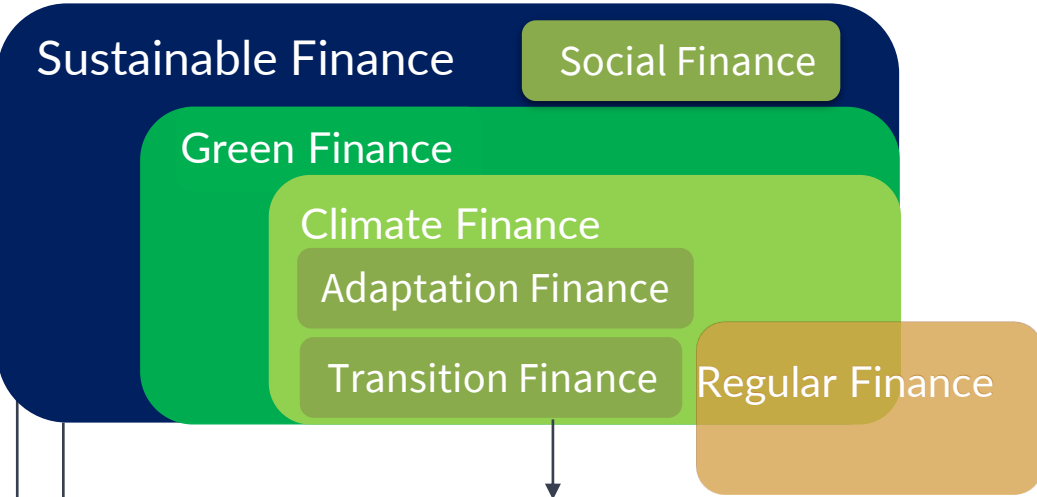 Sustainable Finance
Social Finance
Green Finance
Climate Finance
Adaptation Finance
Transition Finance
Regular Finance